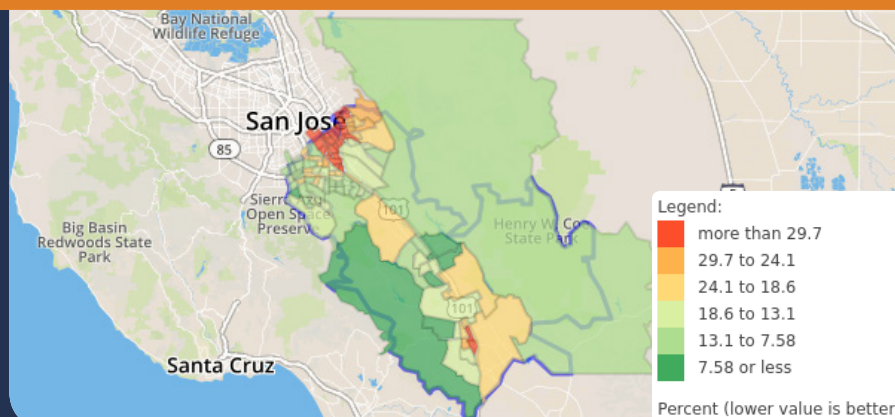 Bay National
Wildlife Refuge
San Jose
85
Sierra Azul
Open Space
Preserv
101
Big Basin
Redwoods State
Park
Henry W. Coe
State Park
101
Santa Cruz
Legend:
more than 29.7
29.7 to 24.1
24.1 to 18.6
18.6 to 13.1
13.1 to 7.58
7.58 or less
Percent (lower value is better